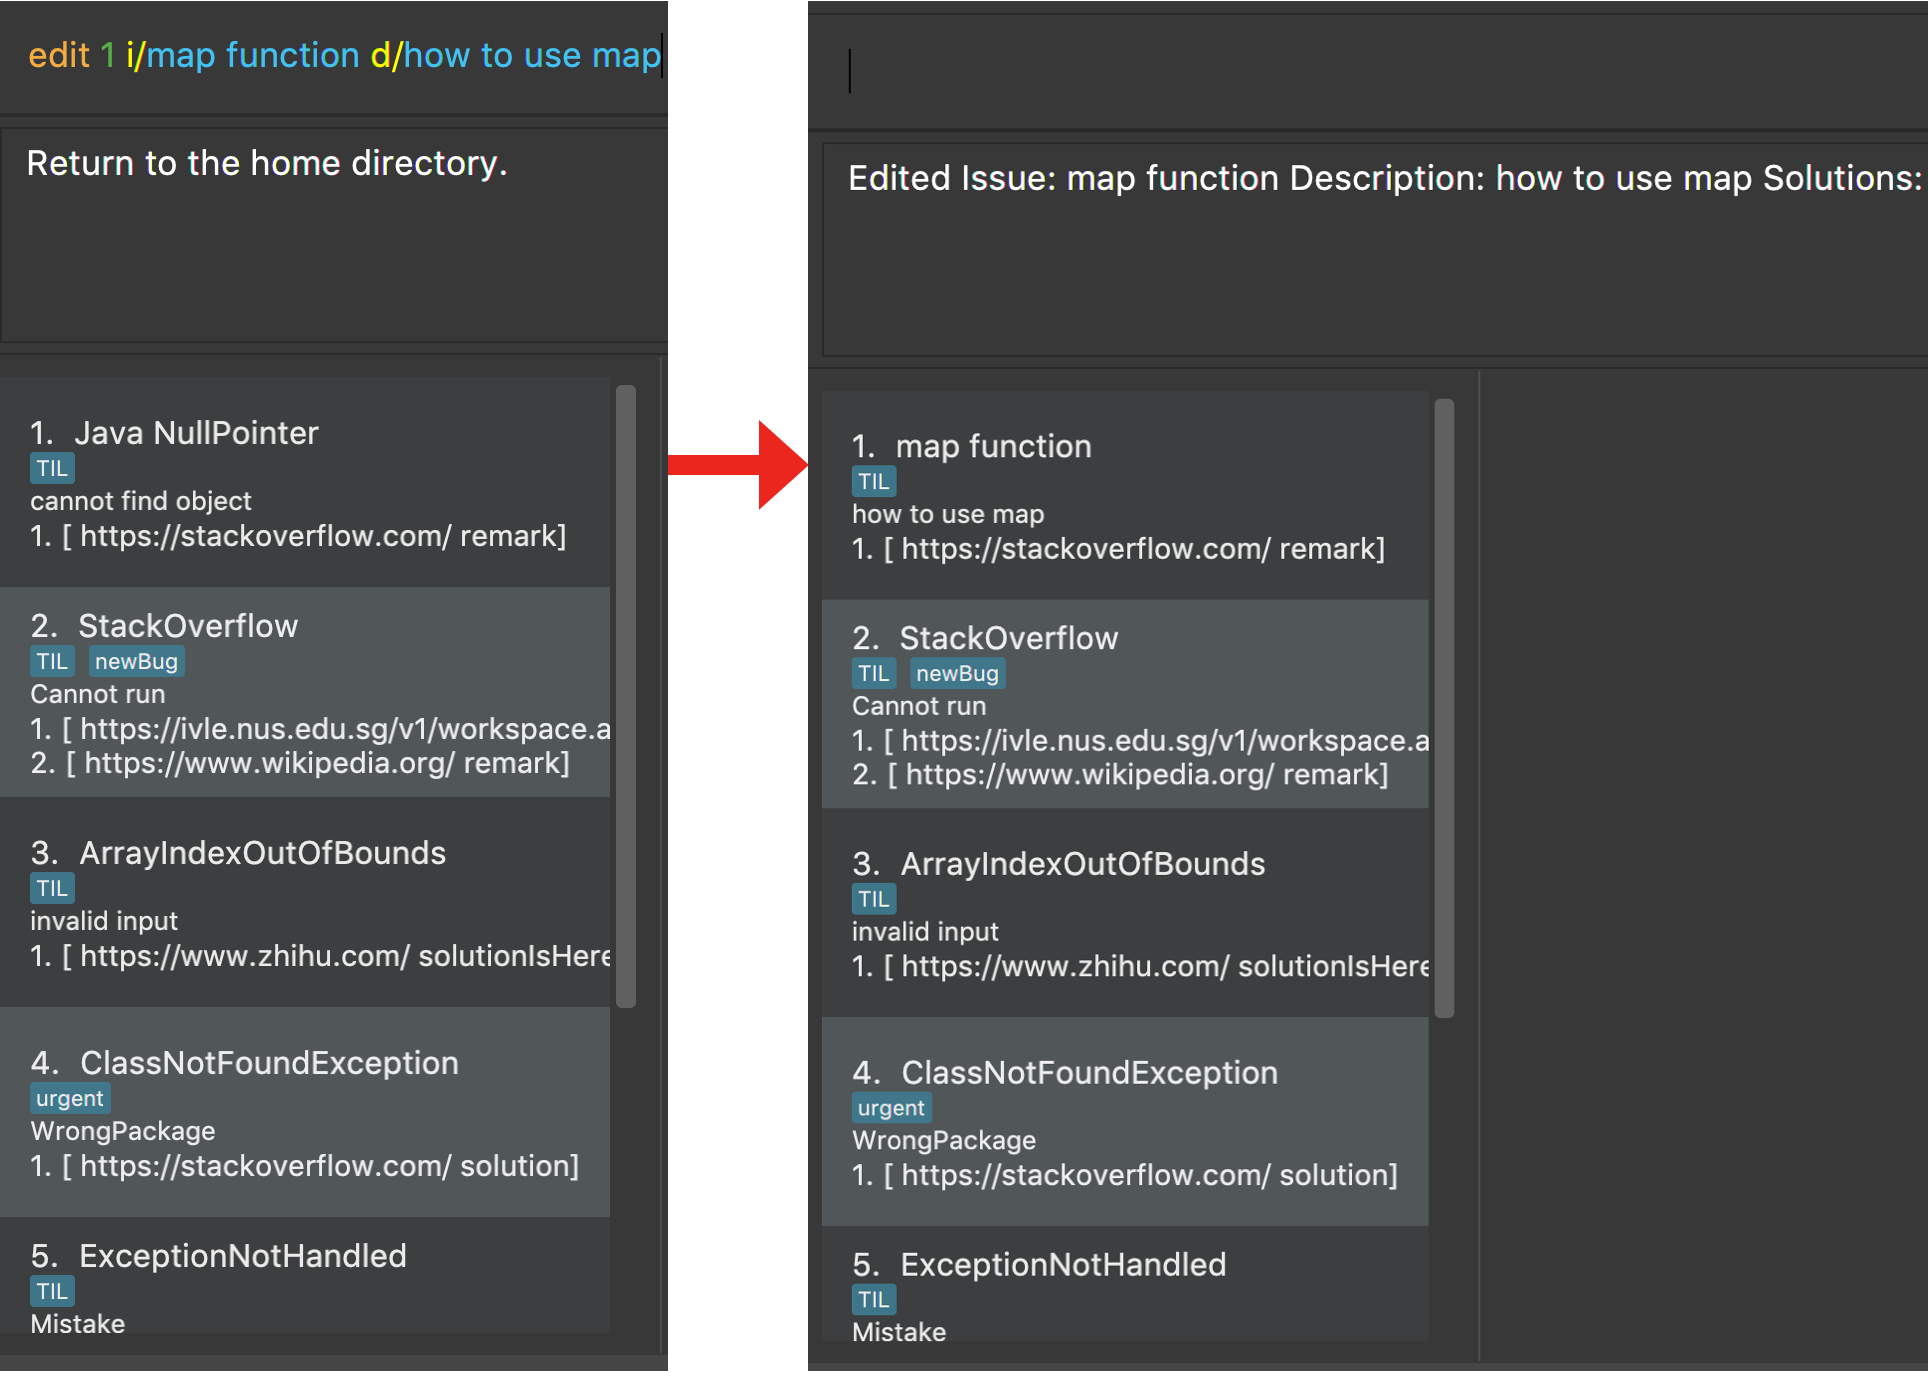 edit 1 i/map function d/how to use map
Return to the home directory.
1. Java NullPointer
TIL
cannot find object
1. [ https://stackoverflow.com/ remark]
2. StackOverflow
TIL newBug
Cannot run
1. [ https://ivle.nus.edu.sg/v1/workspace.a
2. [ https://www.wikipedia.org/ remark]
3. ArrayIndexOutOfBounds
TIL
invalid input
1. [ https://www.zhihu.com/ solutionIsHere
4. ClassNotFoundException
urgent
WrongPackage
1. [ https://stackoverflow.com/ solution]
5. ExceptionNotHandled
TIL
Mistake
Edited Issue: map function Description: how to use map Solutions:
1. map function
TIL
how to use map
1. [ https://stackoverflow.com/ remark]
2. StackOverflow
TIL newBug
Cannot run
1. [ https://ivle.nus.edu.sg/v1/workspace.a
2. [ https://www.wikipedia.org/ remark]
3. ArrayIndexOutOfBounds
TIL
invalid input
1. [ https://www.zhihu.com/ solutionIsHere
4. ClassNotFoundException
urgent
WrongPackage
1. [ https://stackoverflow.com/ solution]
5. ExceptionNotHandled
TIL
Mistake